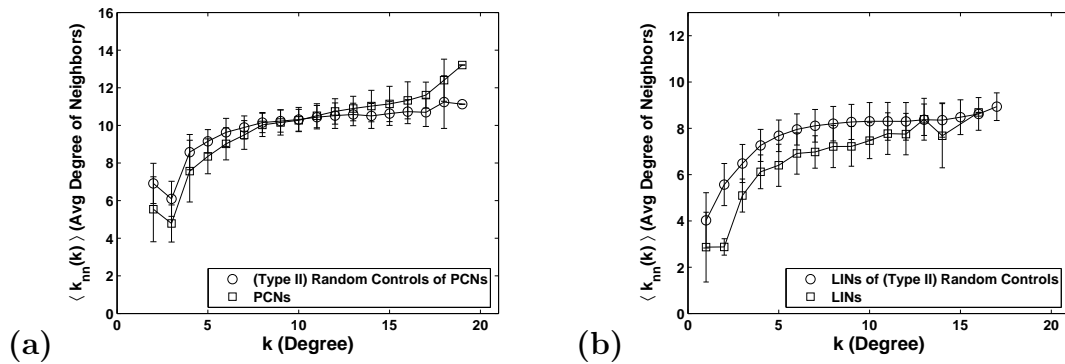 16
14
12
10
8
6
4
2
0
⟨ k_nn(k) ⟩ (Avg Degree of Neighbors)
(Type II) Random Controls of PCNs
PCNs
0 5 10 15 20
k (Degree)
(a)
12
10
8
6
4
2
0
⟨ k_nn(k) ⟩ (Avg Degree of Neighbors)
LINs of (Type II) Random Controls
LINs
0 5 10 15 20
k (Degree)
(b)